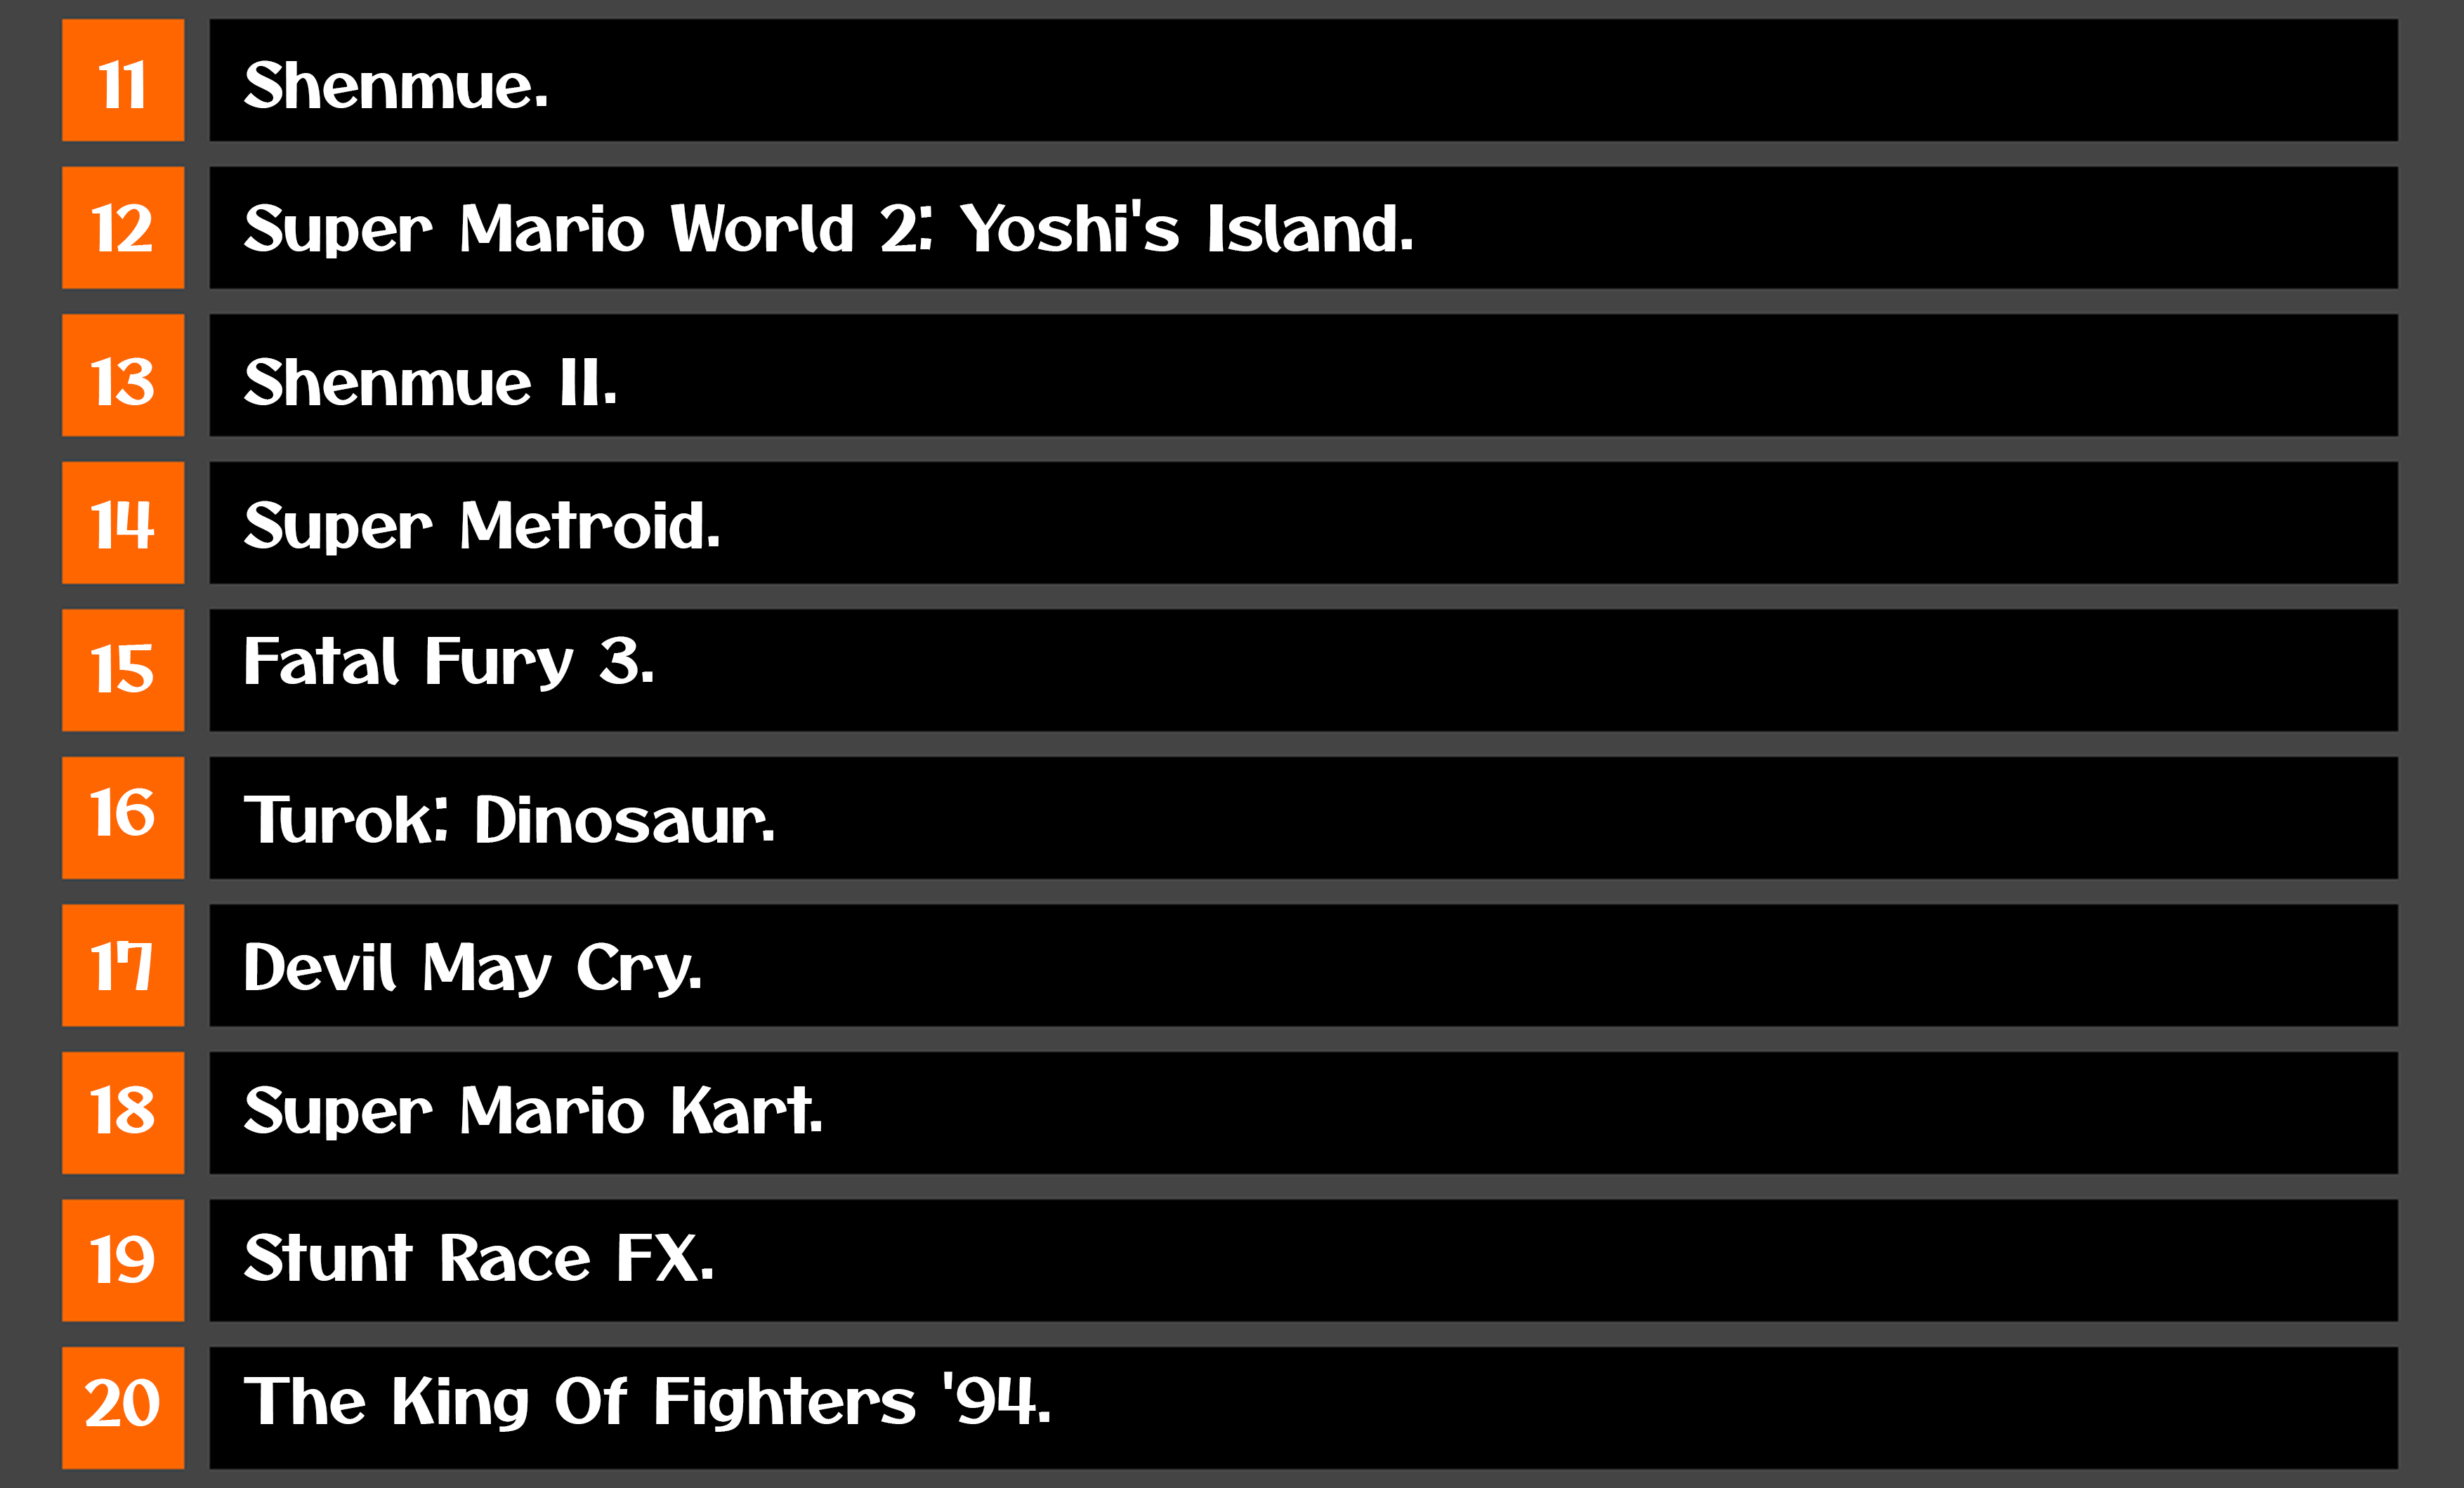 11 Shenmue.
12 Super Mario World 2: Yoshi's Island.
13 Shenmue II.
14 Super Metroid.
15 Fatal Fury 3.
16 Turok: Dinosaur.
17 Devil May Cry.
18 Super Mario Kart.
19 Stunt Race FX.
20 The King Of Fighters '94.